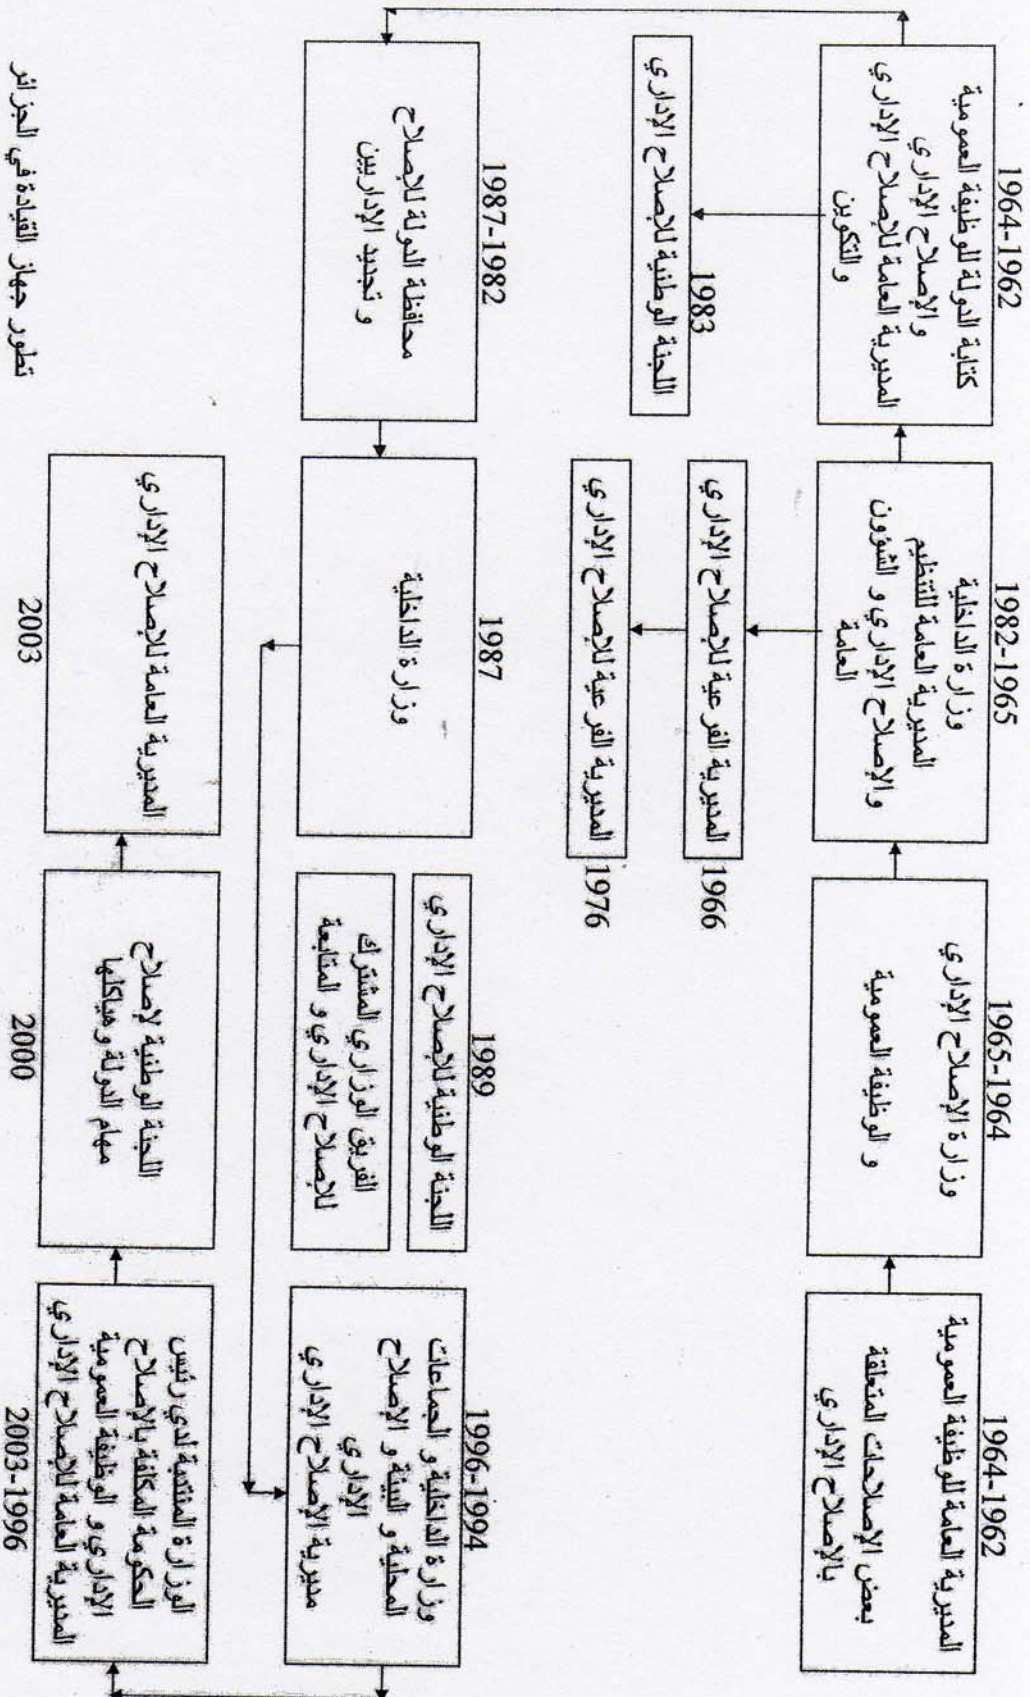 1964-1962
المديرية العامة للوظيفة العمومية
بعض الإصلاحات المتعلقة
بالإصلاح الإداري
1965-1964
وزارة الإصلاح الإداري
و الوظيفة العمومية
1982-1965
وزارة الداخلية
المديرية العامة للتنظيم
والإصلاح الإداري و الشؤون
العامة
1964-1962
كتابة الدولة للوظيفة العمومية
والإصلاح الإداري
المديرية العامة للإصلاح الإداري
والتكوين
1966
المديرية الفرعية للإصلاح الإداري
1976
المديرية الفرعية للإصلاح الإداري
1983
اللجنة الوطنية للإصلاح الإداري
1996-1994
وزارة الداخلية و الجماعات
المحلية و البيئة و الإصلاح
الإداري
مديرية الإصلاح الإداري
1989
اللجنة الوطنية للإصلاح الإداري
الفريق الوزاري المشترك
للإصلاح الإداري و المتابعة
1987
وزارة الداخلية
1987-1982
محافظة الدولة للإصلاح
و تجديد الإداريين
الوزارة المنتدبة لدي رئيس
الحكومة المكلفة بالإصلاح
الإداري و الوظيفة العمومية
المديرية العامة للإصلاح الإداري
2003-1996
اللجنة الوطنية لإصلاح
مهام الدولة وهياكلها
2000
المديرية العامة للإصلاح الإداري
2003
تطور جهاز القيادة في الجزائر